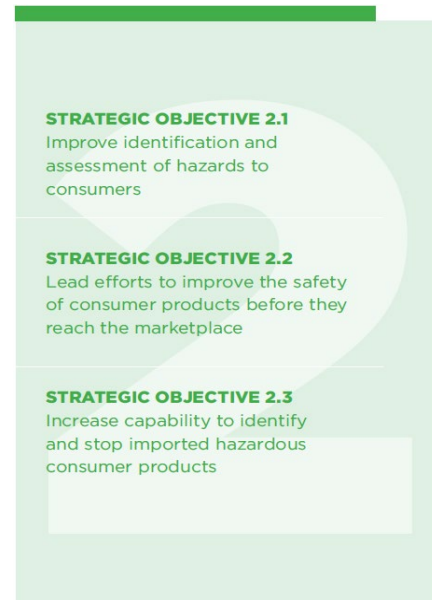 2
STRATEGIC OBJECTIVE 2.1
Improve identification and
assessment of hazards to
consumers
STRATEGIC OBJECTIVE 2.2
Lead efforts to improve the safety
of consumer products before they
reach the marketplace
STRATEGIC OBJECTIVE 2.3
Increase capability to identify
and stop imported hazardous
consumer products